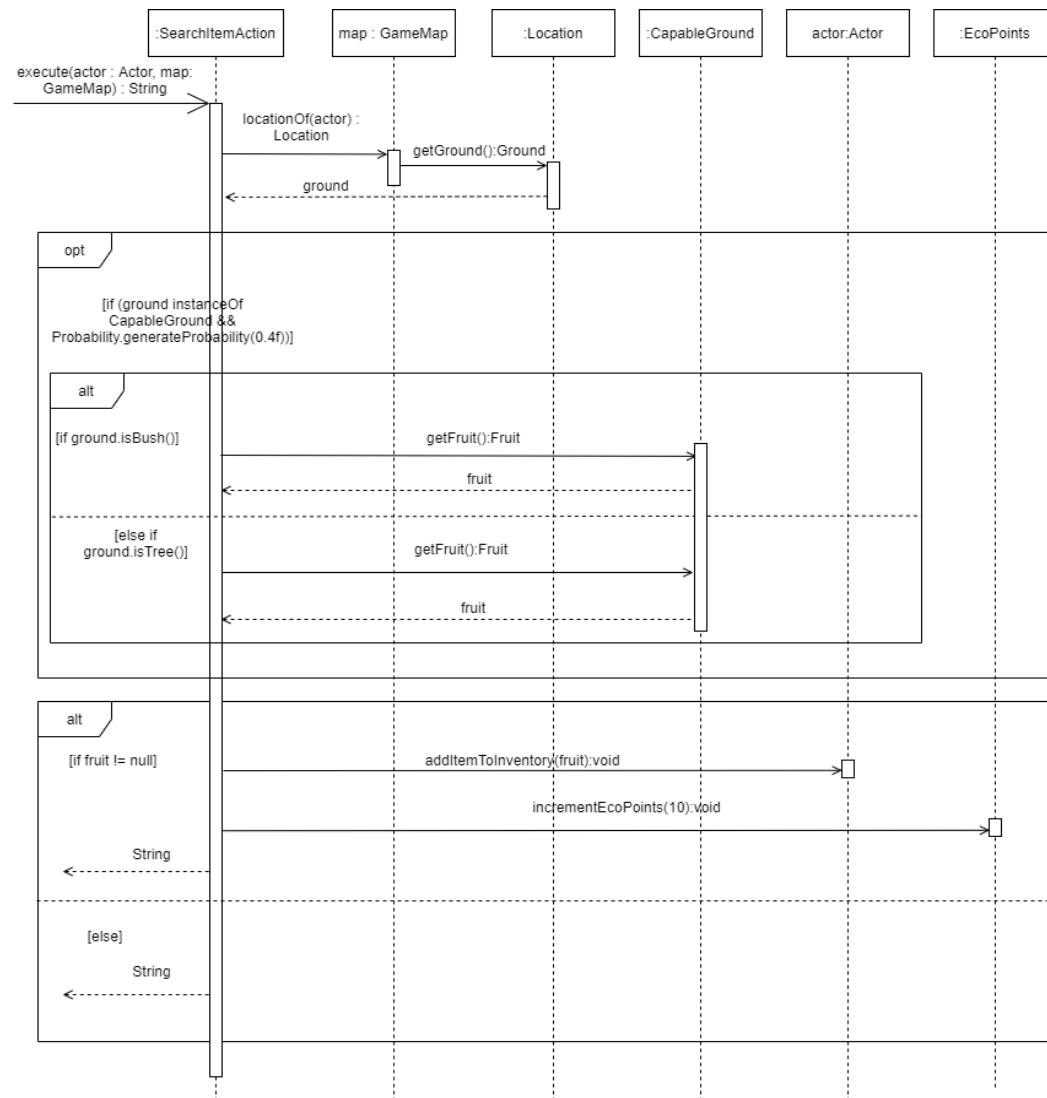 :SearchItemAction
map : GameMap
:Location
:CapableGround
actor:Actor
:EcoPoints
execute(actor : Actor, map:
GameMap) : String
locationOf(actor) :
Location
getGround():Ground
ground
opt
[if (ground instanceOf
CapableGround &&
Probability.generateProbability(0.4f))]
alt
[if ground.isBush()]
getFruit():Fruit
fruit
[else if
ground.isTree()]
getFruit():Fruit
fruit
alt
[if fruit != null]
addItemToInventory(fruit):void
incrementEcoPoints(10):void
String
[else]
String